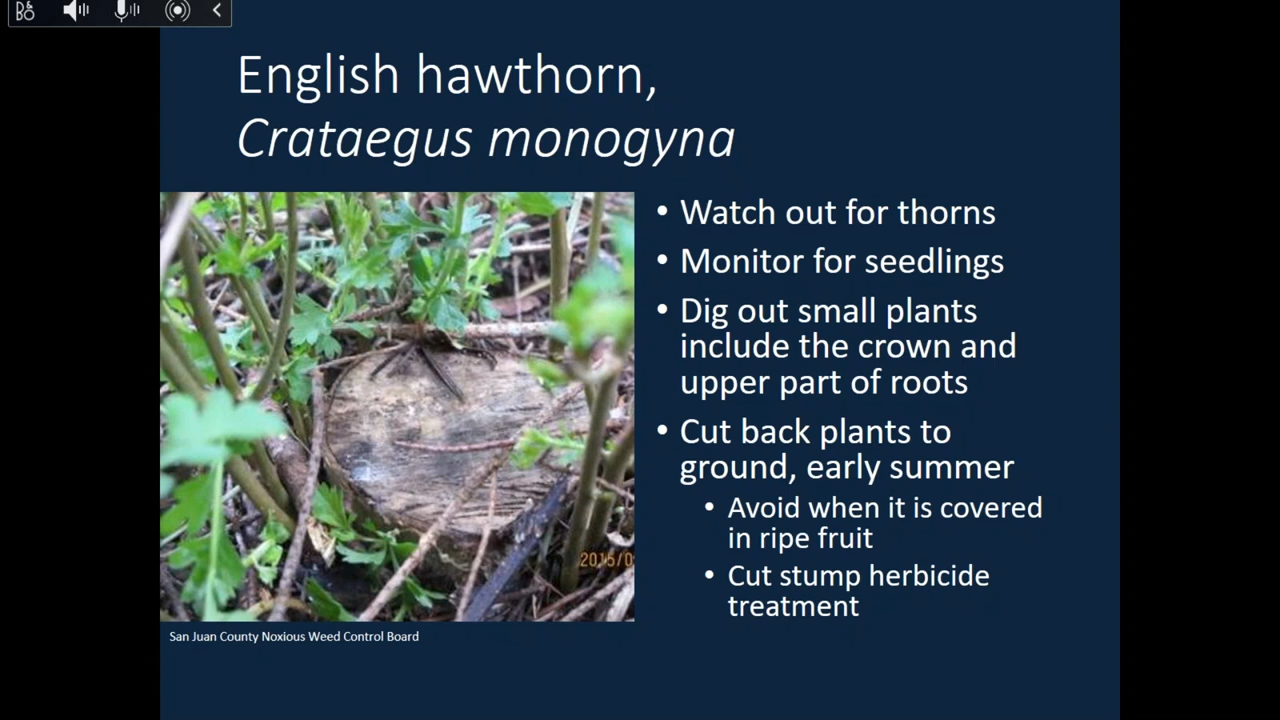 B&O
English hawthorn,
Crataegus monogyna
• Watch out for thorns
• Monitor for seedlings
• Dig out small plants
include the crown and
upper part of roots
• Cut back plants to
ground, early summer
• Avoid when it is covered
in ripe fruit
• Cut stump herbicide
treatment
2015/0
San Juan County Noxious Weed Control Board